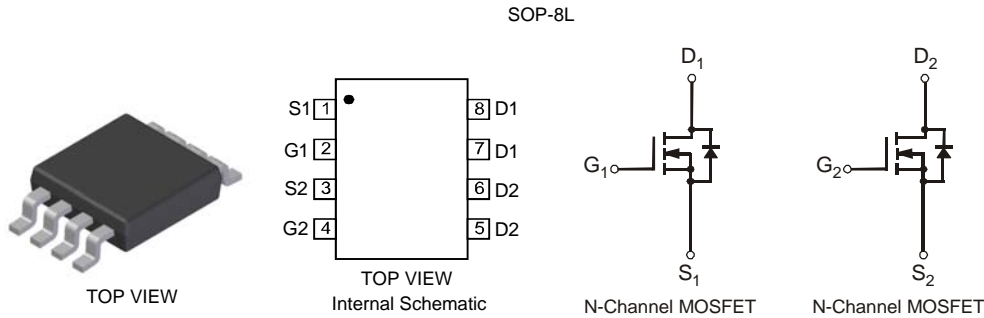 SOP-8L
S1 1
G1 2
S2 3
G2 4
8 D1
7 D1
6 D2
5 D2
TOP VIEW
TOP VIEW
Internal Schematic
D1
G1
S1
N-Channel MOSFET
D2
G2
S2
N-Channel MOSFET